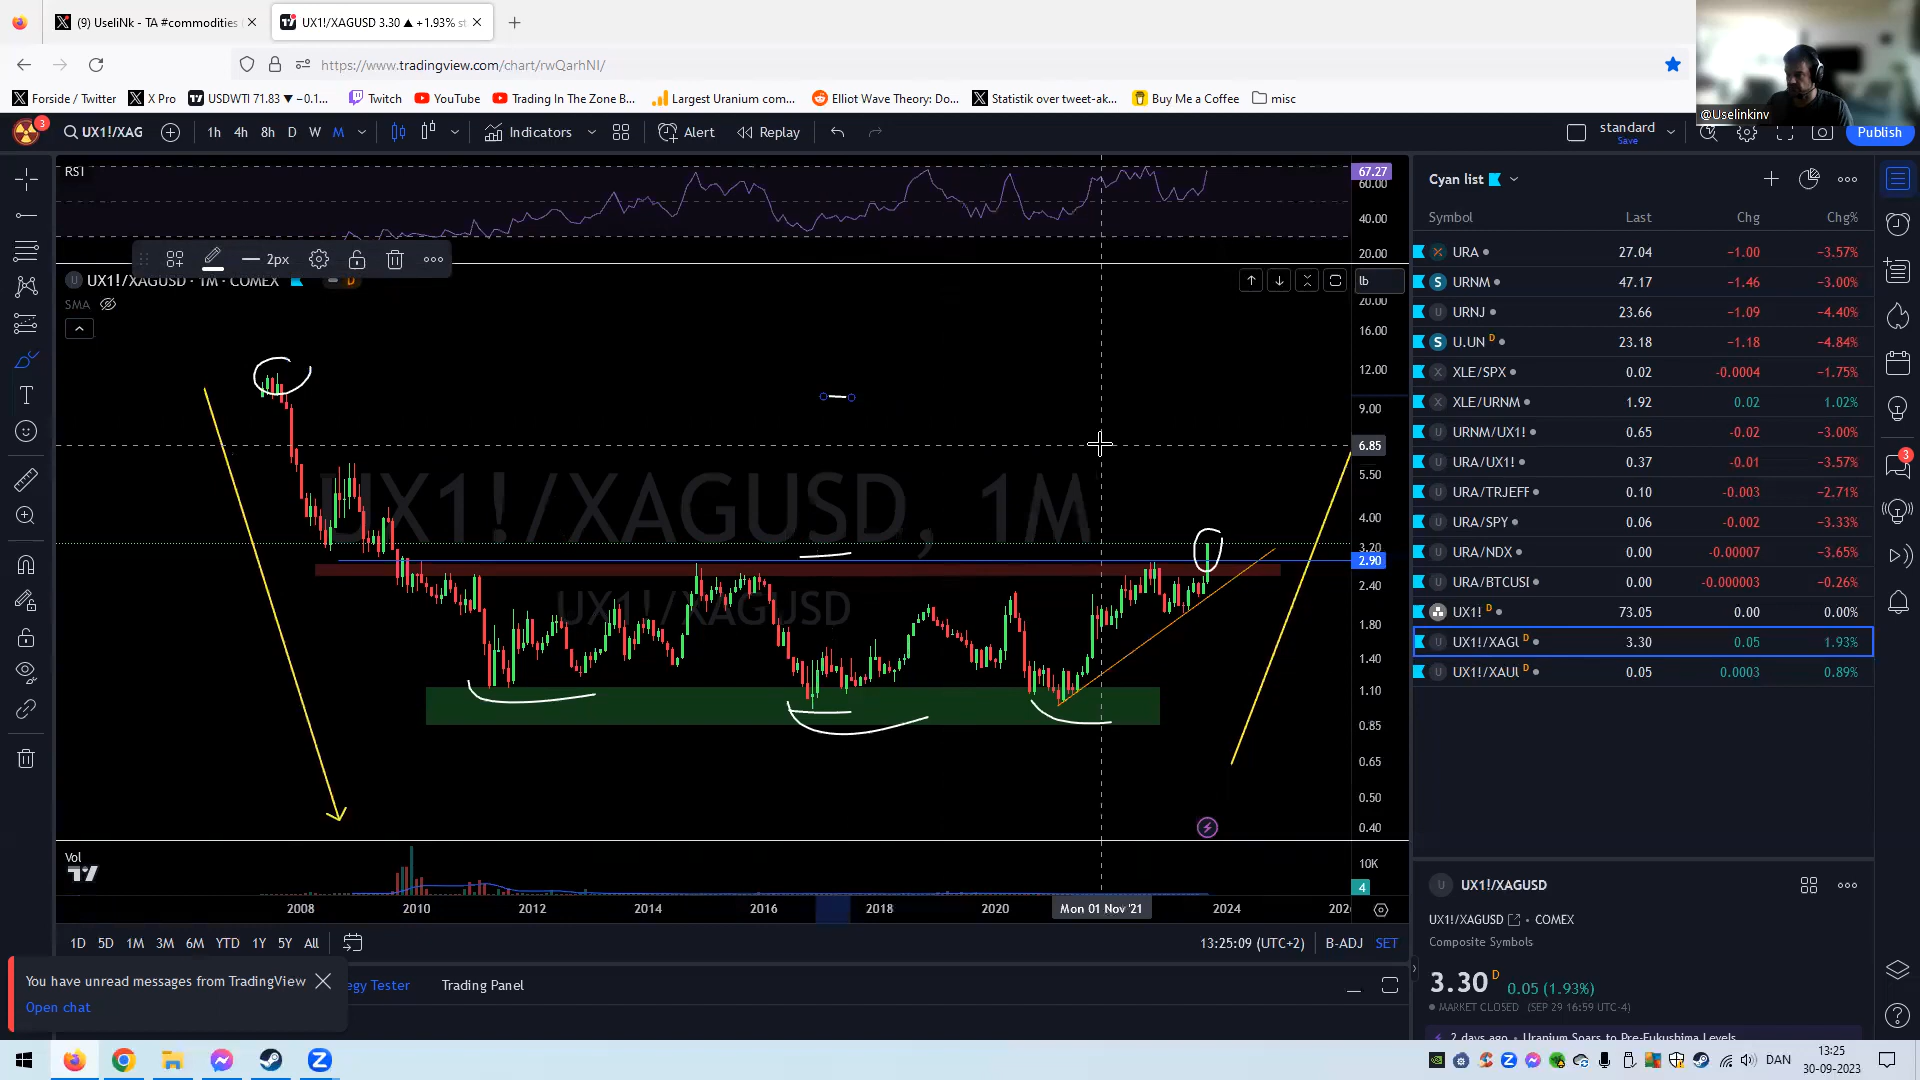 (9) UseliNk - TA #commodities
UX1!/XAGUSD 3.30 ▲ +1.93%
https://www.tradingview.com/chart/rwQarhNI/
Forside / Twitter
X Pro
USDWTI 71.83 ▼ −0.1...
Twitch
YouTube
Trading In The Zone B...
Largest Uranium com...
Elliot Wave Theory: Do...
Statistik over tweet-ak...
Buy Me a Coffee
misc
@Uselinkinv
3
UX1!/XAG
1h 4h 8h D W M
Indicators
Alert
Replay
standard
Save
Publish
RSI
67.27
60.00
40.00
20.00
2px
UX1!/XAGUSD · 1M · COMEX
D
SMA
lb
20.00
16.00
12.00
9.00
6.85
5.50
4.00
3.20
2.90
2.40
1.80
1.40
1.10
0.85
0.65
0.50
0.40
UX1!/XAGUSD, 1M
UX1!/XAGUSD
Vol
10K
4
2008 2010 2012 2014 2016 2018 2020 Mon 01 Nov '21 2024
1D 5D 1M 3M 6M YTD 1Y 5Y All
13:25:09 (UTC+2) B-ADJ SET
You have unread messages from TradingView
Open chat
egy Tester
Trading Panel
Cyan list
Symbol Last Chg Chg%
URA 27.04 −1.00 −3.57%
URNM 47.17 −1.46 −3.00%
URNJ 23.66 −1.09 −4.40%
U.UN D 23.18 −1.18 −4.84%
XLE/SPX 0.02 −0.0004 −1.75%
XLE/URNM 1.92 0.02 1.02%
URNM/UX1! 0.65 −0.02 −3.00%
URA/UX1! 0.37 −0.01 −3.57%
URA/TRJEFF 0.10 −0.003 −2.71%
URA/SPY 0.06 −0.002 −3.33%
URA/NDX 0.00 −0.00007 −3.65%
URA/BTCUSI 0.00 −0.000003 −0.26%
UX1! D 73.05 0.00 0.00%
UX1!/XAGI D 3.30 0.05 1.93%
UX1!/XAUI D 0.05 0.0003 0.89%
3
UX1!/XAGUSD
UX1!/XAGUSD • COMEX
Composite Symbols
3.30 D 0.05 (1.93%)
MARKET CLOSED (SEP 29 16:59 UTC-4)
2 days ago • Uranium Soars to Pre-Fukushima Levels
DAN
13:25
30-09-2023